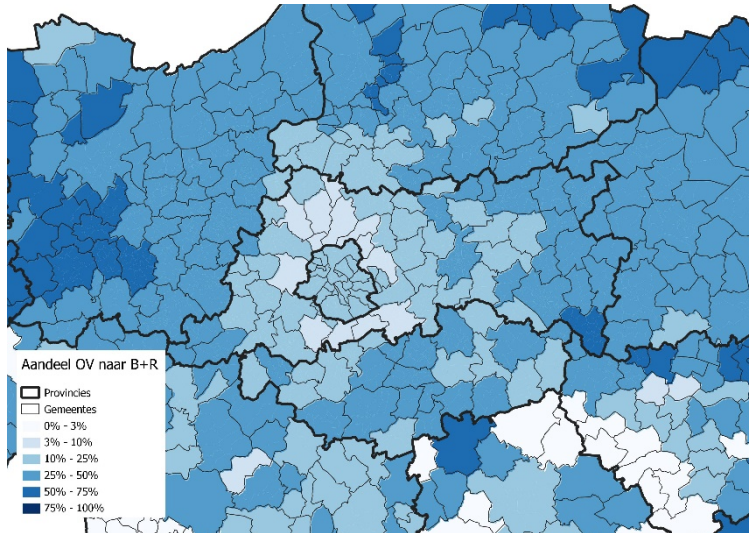 Aandeel OV naar B+R
Provincies
Gemeentes
0% - 3%
3% - 10%
10% - 25%
25% - 50%
50% - 75%
75% - 100%